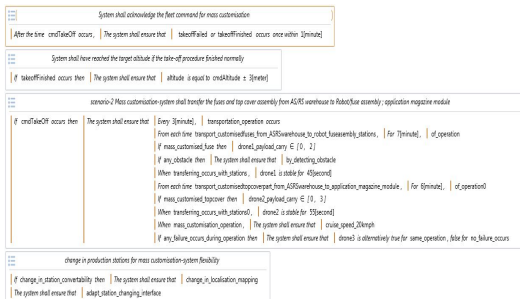 System shall acknowledge the fleet command for mass customisation
After the time cmdTakeOff occurs, The system shall ensure that takeoffFailed or takeoffFinished occurs once within 1[minute]
System shall have reached the target altitude if the take-off procedure finished normally
If takeoffFinished occurs then The system shall ensure that altitude is equal to cmdAltitude ± 3[meter]
scenario-2 Mass customisation-system shall transfer the fuses and top cover assembly from AS/RS warehouse to Robot/fuse assembly ; application magazine module
If cmdTakeOff occurs then The system shall ensure that Every 3[minute], transportation_operation occurs
From each time transport_customisedfuses_from_ASRSwarehouse_to_robot_fuseasembly_stations, For 7[minute], of_operation
If mass_customised_fuse then drone1_payload_carry ∈ [ 0, 2 ]
If any_obstacle then The system shall ensure that by_detecting_obstacle
When transferring_occurs_with_stations, drone1 is stable for 45[second]
From each time transport_customisedtopcoverpart_from_ASRSwarehouse_to_application_magazine_module, For 6[minute], of_operation0
If mass_customised_topcover then drone2_payload_carry ∈ [ 0, 3 ]
When transferring_occurs_with_stations0, drone2 is stable for 55[second]
When mass_customisation_operation, The system shall ensure that cruise_speed_20kmph
If any_failure_occurs_during_operation then The system shall ensure that drone3 is alternatively true for same_operation, false for no_failure_occurs
change in production stations for mass customisation-system flexibility
If change_in_station_convertability then The system shall ensure that change_in_localisation_mapping
The system shall ensure that adapt_station_changing_interface